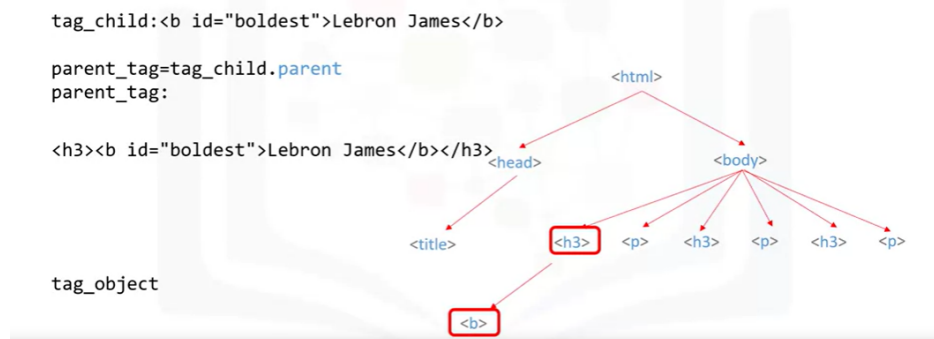 tag_child:<b id="boldest">Lebron James</b>
parent_tag=tag_child.parent
parent_tag:
<html>
<h3><b id="boldest">Lebron James</b></h3>
<head>
<body>
<title>
<h3>
<p>
<h3>
<p>
<h3>
<p>
tag_object
<b>